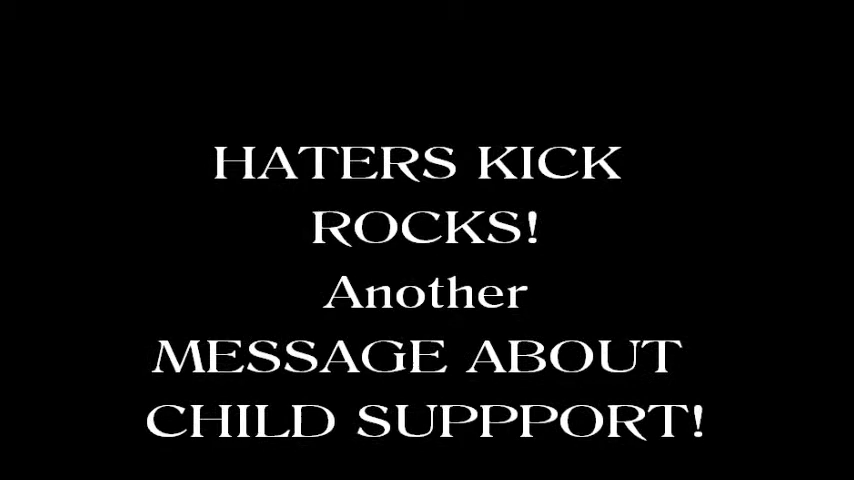 HATERS KICK
ROCKS!
Another
MESSAGE ABOUT
CHILD SUPPPORT!